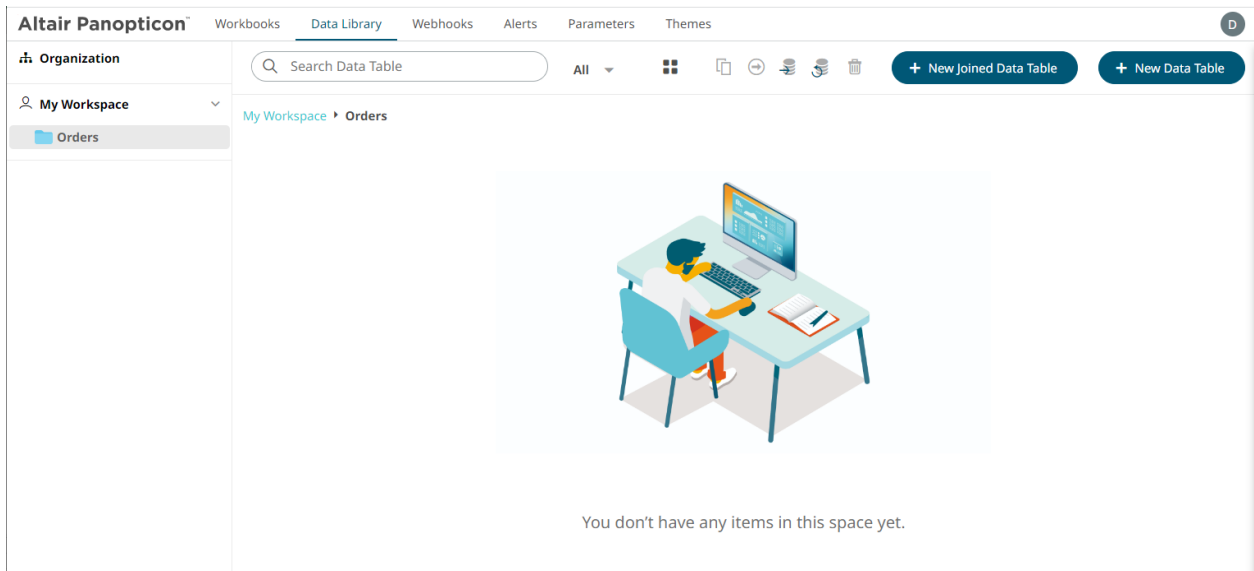 Altair Panopticon™ Workbooks Data Library Webhooks Alerts Parameters Themes D
Organization
Search Data Table All + New Joined Data Table + New Data Table
My Workspace
My Workspace Orders
Orders
You don't have any items in this space yet.